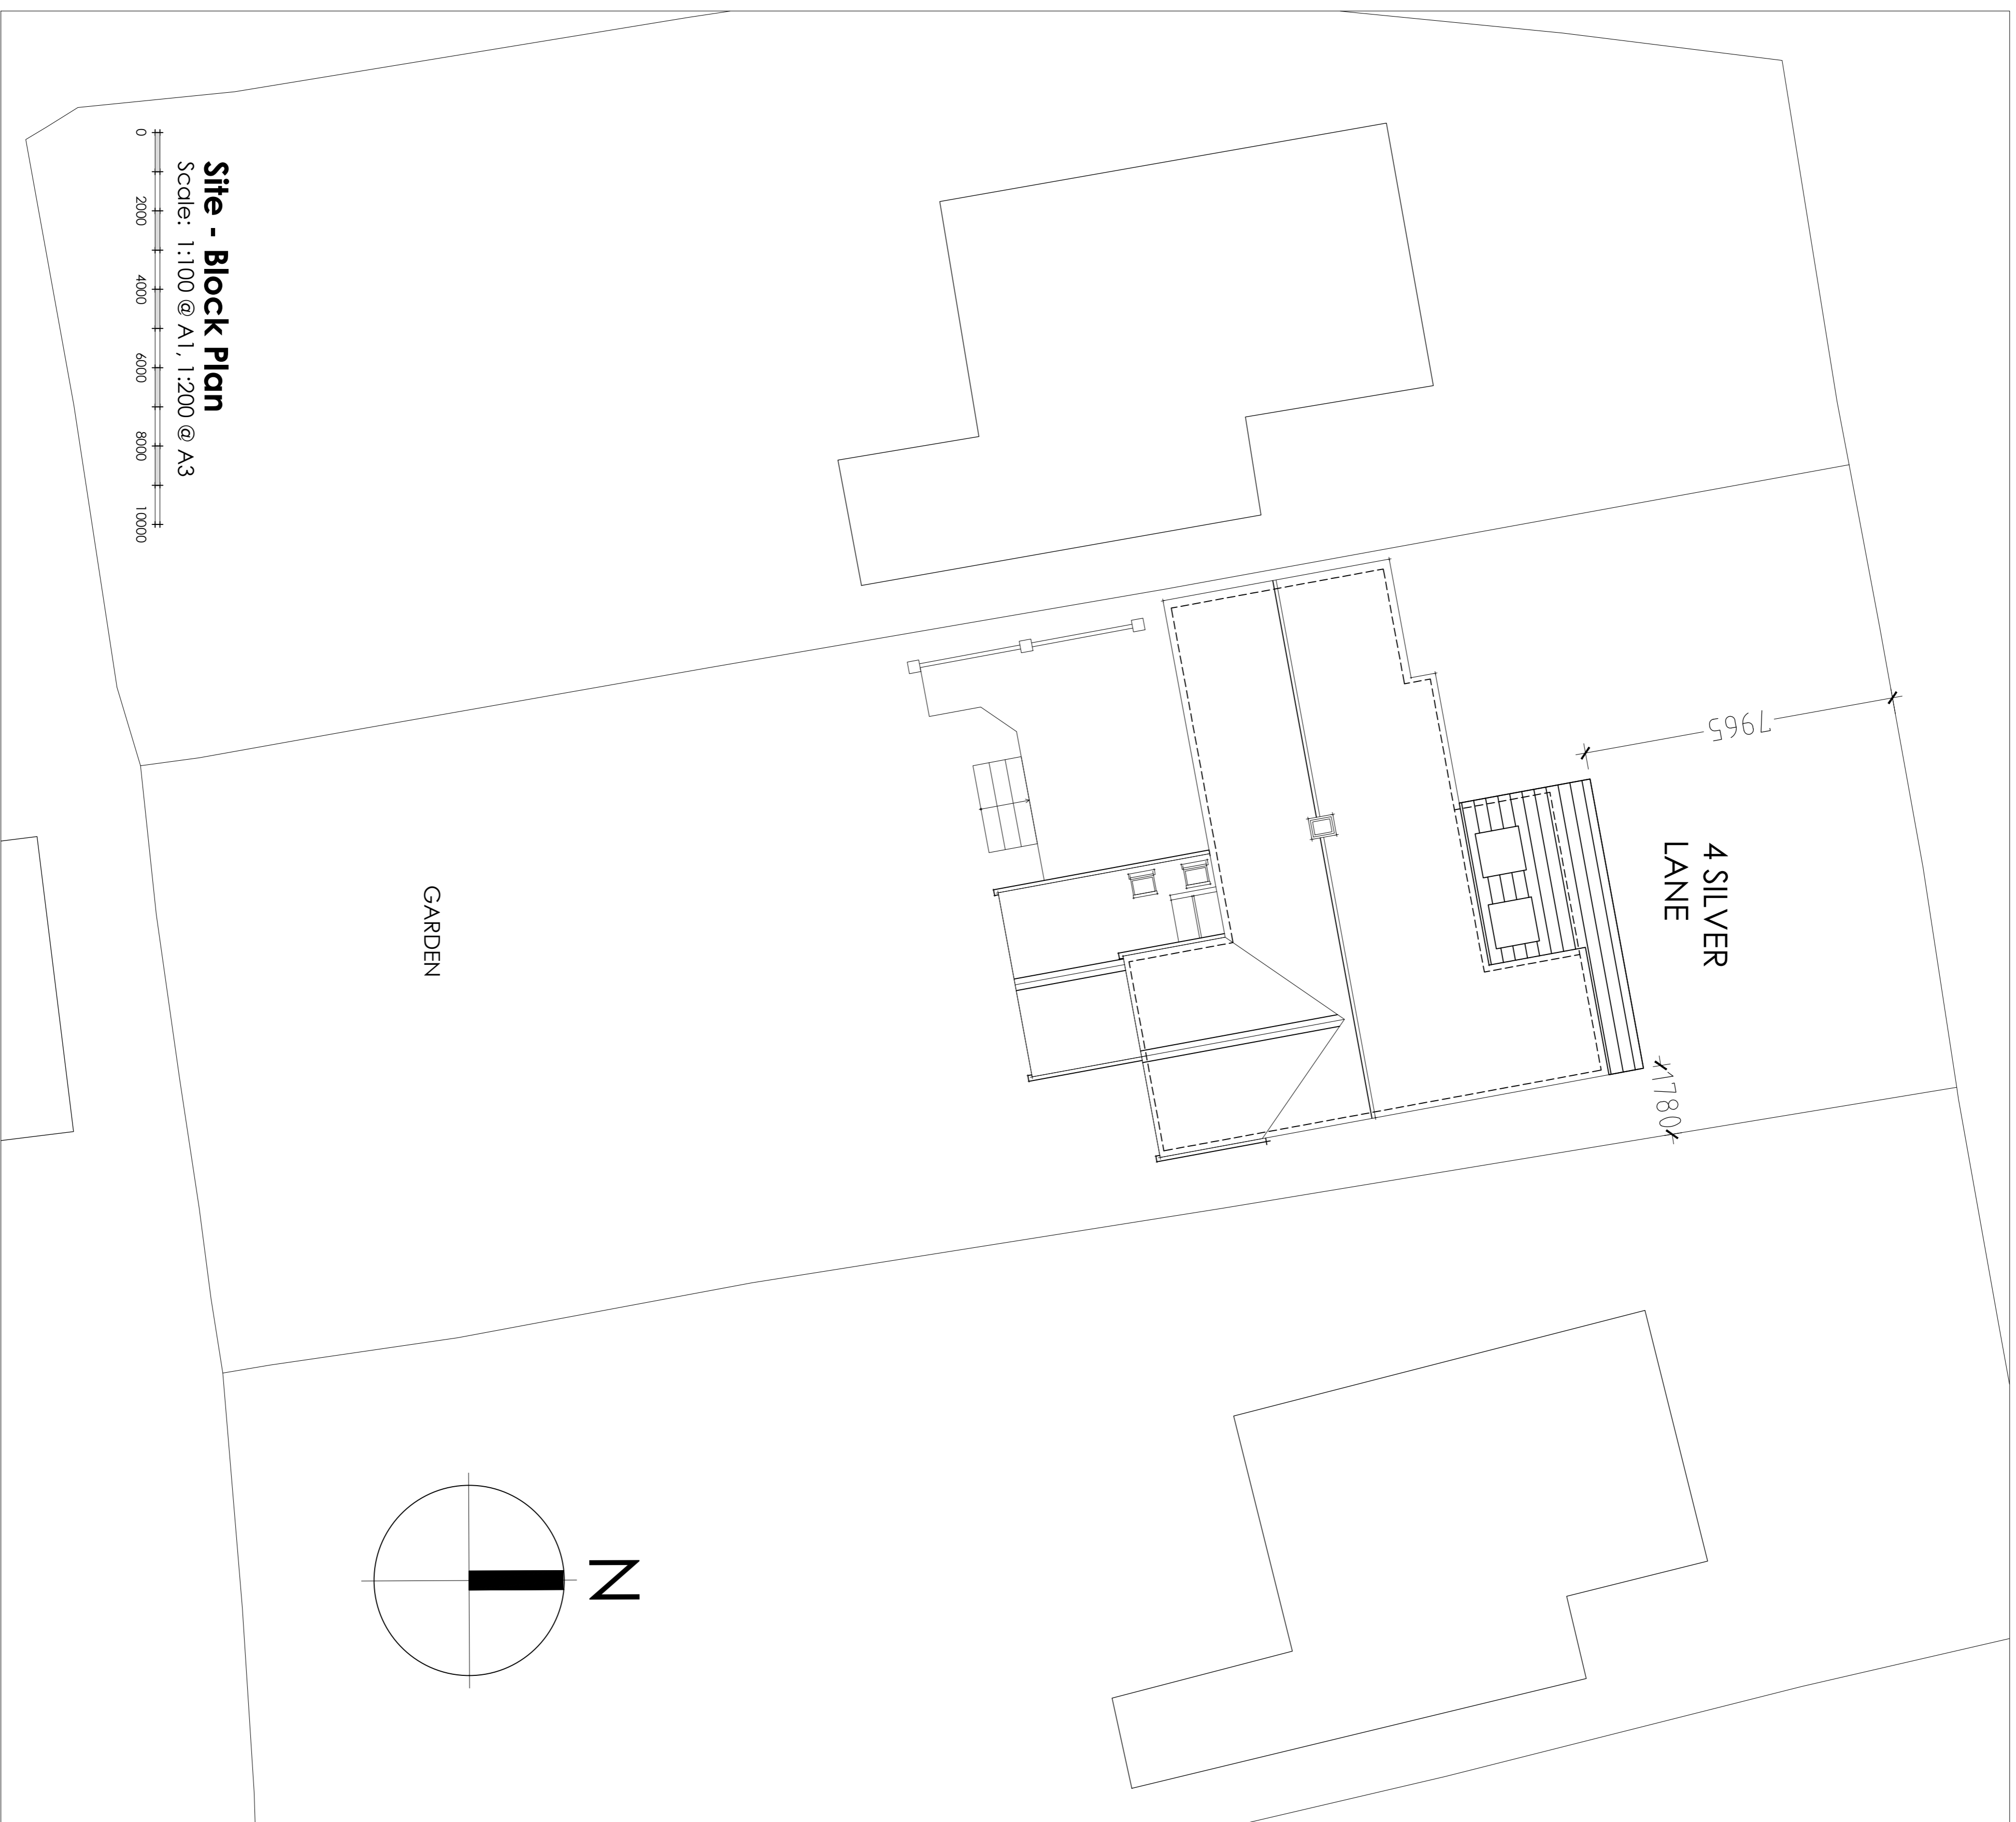 Site - Block Plan
Scale: 1:100 @ A1, 1:200 @ A3
0 2000 4000 6000 8000 10000
4 SILVER
LANE
7965
1780
GARDEN
N